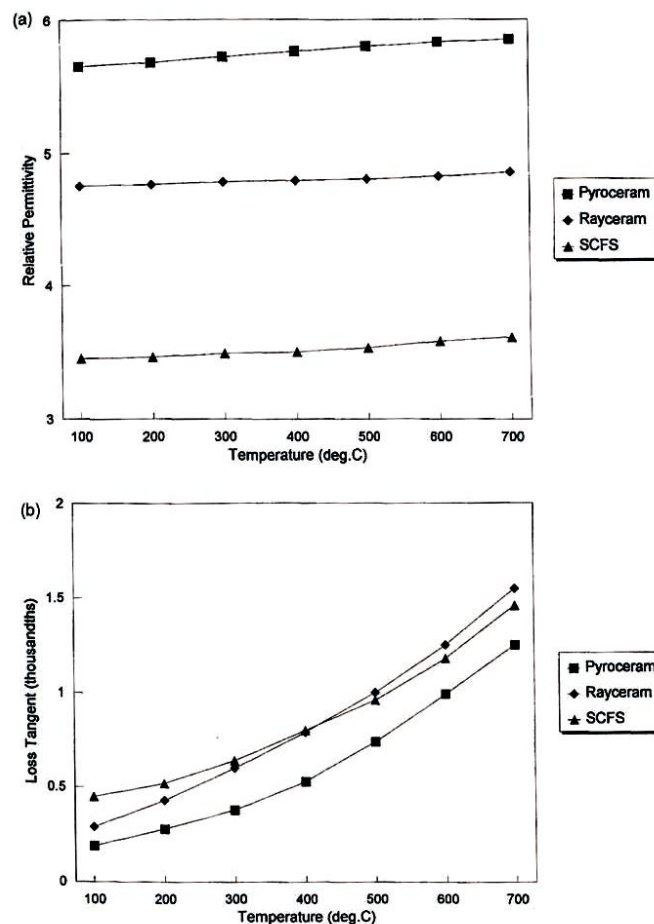 (a)
6
5
4
3
Relative Permittivity
100 200 300 400 500 600 700
Temperature (deg.C)
Pyroceram
Rayceram
SCFS
(b)
2
1.5
1
0.5
0
Loss Tangent (thousandths)
100 200 300 400 500 600 700
Temperature (deg.C)
Pyroceram
Rayceram
SCFS